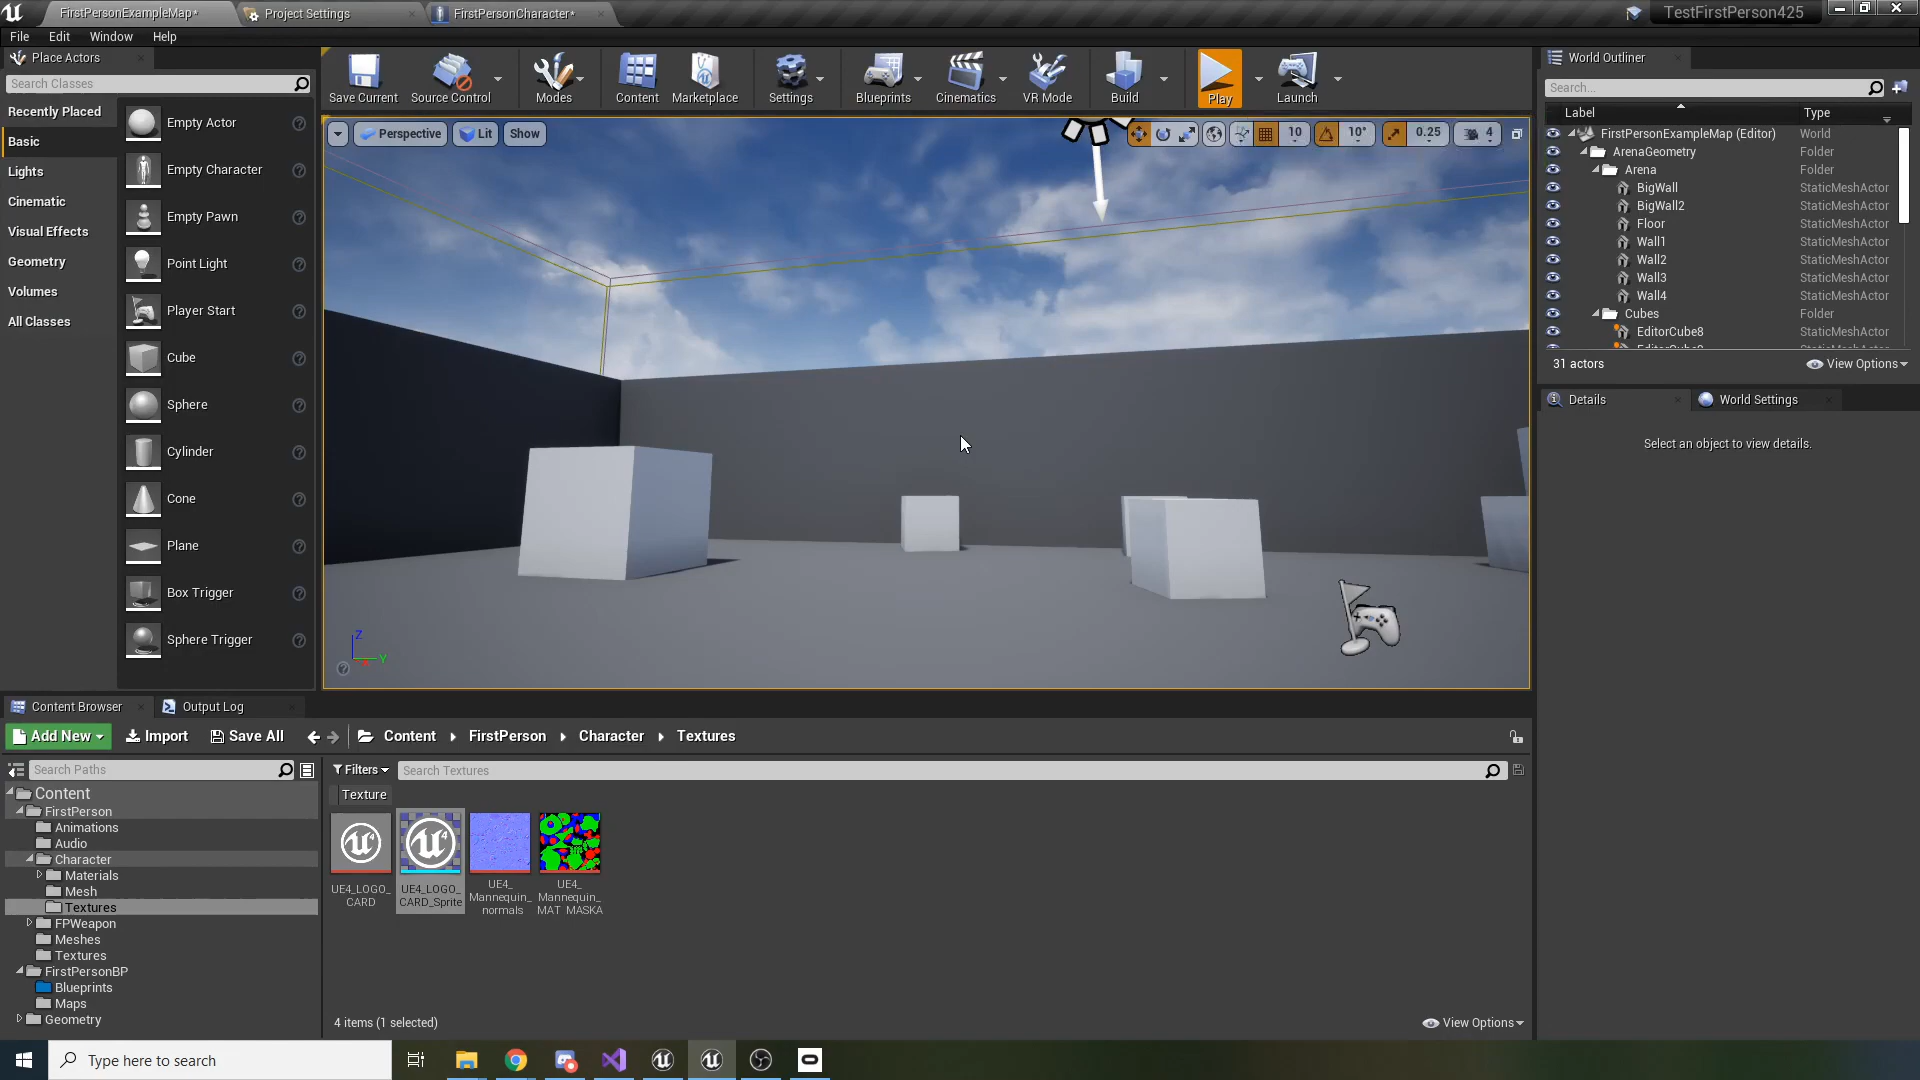 FirstPersonExampleMap*
Project Settings
FirstPersonCharacter*
TestFirstPerson425
File
Edit
Window
Help
Place Actors
Search Classes
Recently Placed
Basic
Lights
Cinematic
Visual Effects
Geometry
Volumes
All Classes
Empty Actor
Empty Character
Empty Pawn
Point Light
Player Start
Cube
Sphere
Cylinder
Cone
Plane
Box Trigger
Sphere Trigger
Save Current
Source Control
Modes
Content
Marketplace
Settings
Blueprints
Cinematics
VR Mode
Build
Play
Launch
Perspective
Lit
Show
10
10°
0.25
4
Z
Y
World Outliner
Search...
Label
Type
FirstPersonExampleMap (Editor) World
ArenaGeometry Folder
Arena Folder
BigWall StaticMeshActor
BigWall2 StaticMeshActor
Floor StaticMeshActor
Wall1 StaticMeshActor
Wall2 StaticMeshActor
Wall3 StaticMeshActor
Wall4 StaticMeshActor
Cubes Folder
EditorCube8 StaticMeshActor
31 actors
View Options
Details
World Settings
Select an object to view details.
Content Browser
Output Log
Add New
Import
Save All
Content
FirstPerson
Character
Textures
Search Paths
Filters
Search Textures
Texture
Content
FirstPerson
Animations
Audio
Character
Materials
Mesh
Textures
FPWeapon
Meshes
Textures
FirstPersonBP
Blueprints
Maps
Geometry
UE4_LOGO_
CARD
UE4_LOGO_
CARD_Sprite
UE4_
Mannequin_
normals
UE4_
Mannequin_
MAT_MASKA
4 items (1 selected)
View Options
Type here to search